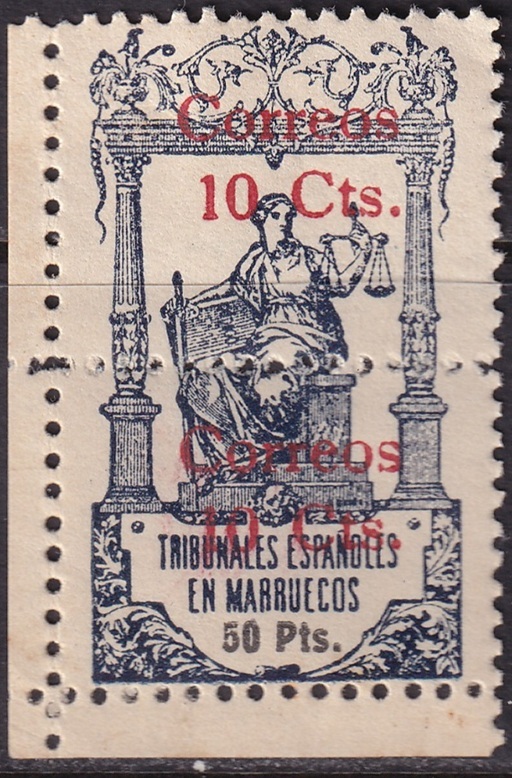 Correos
10 Cts.
Correos
10 Cts.
TRIBUNALES ESPAÑOLES
EN MARRUECOS
50 Pts.